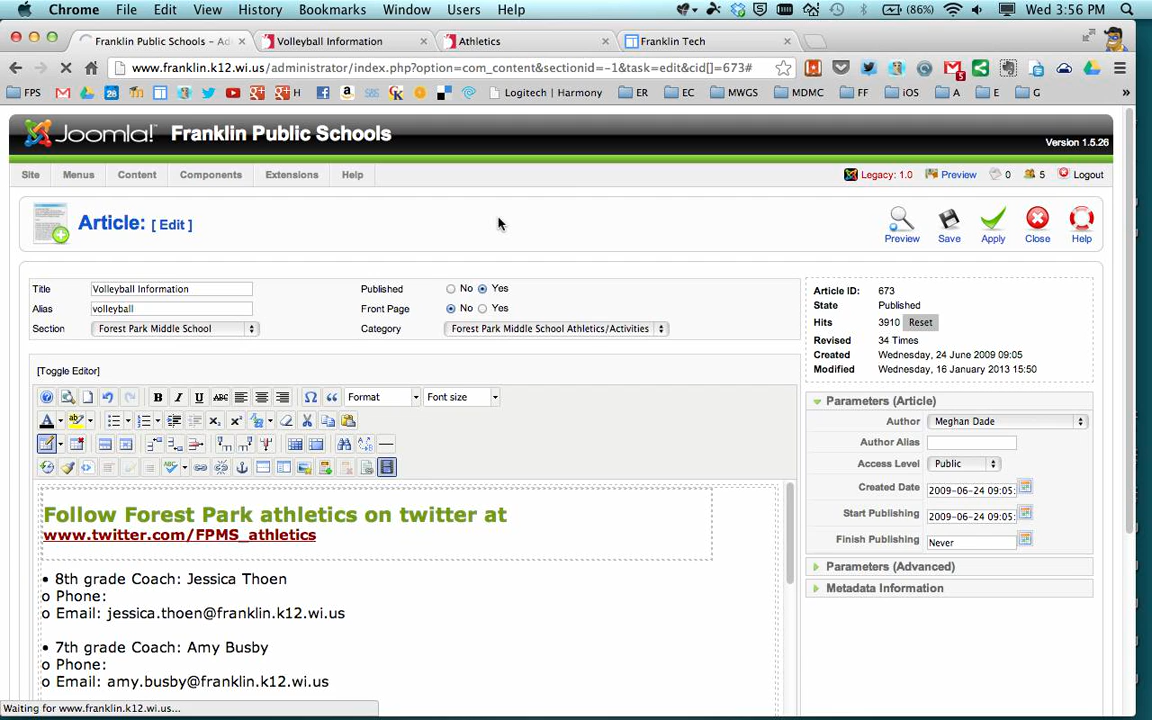 Chrome File Edit View History Bookmarks Window Users Help (86%) Wed 3:56 PM
Franklin Public Schools – Ad
Volleyball Information
Athletics
Franklin Tech
www.franklin.k12.wi.us/administrator/index.php?option=com_content&sectionid=-1&task=edit&cid[]=673#
FPS 28 H SBS Logitech | Harmony ER EC MWGS MDMC FF iOS A E G »
Joomla! Franklin Public Schools
Version 1.5.26
Site Menus Content Components Extensions Help Legacy: 1.0 Preview 0 5 Logout
Article: [ Edit ]
Preview Save Apply Close Help
Title Volleyball Information Published No Yes
Alias volleyball Front Page No Yes
Section Forest Park Middle School Category Forest Park Middle School Athletics/Activities
Article ID: 673
State Published
Hits 3910 Reset
Revised 34 Times
Created Wednesday, 24 June 2009 09:05
Modified Wednesday, 16 January 2013 15:50
[Toggle Editor]
B I U ABC Ω Format Font size
Parameters (Article)
Author Meghan Dade
Author Alias
Access Level Public
Created Date 2009-06-24 09:05:
Start Publishing 2009-06-24 09:05:
Finish Publishing Never
Parameters (Advanced)
Metadata Information
Follow Forest Park athletics on twitter at
www.twitter.com/FPMS_athletics
• 8th grade Coach: Jessica Thoen
o Phone:
o Email: jessica.thoen@franklin.k12.wi.us
• 7th grade Coach: Amy Busby
o Phone:
o Email: amy.busby@franklin.k12.wi.us
Waiting for www.franklin.k12.wi.us...